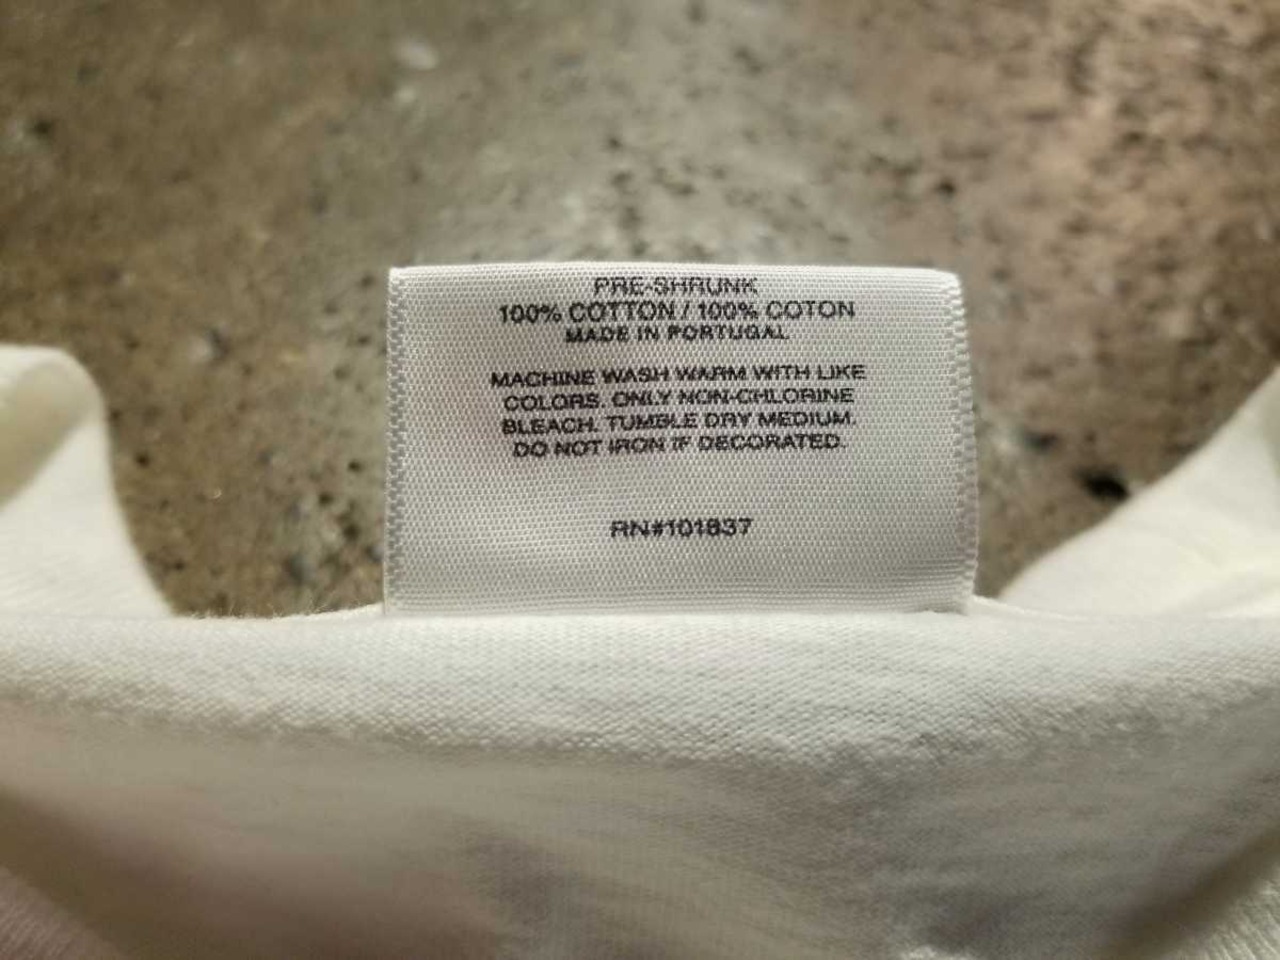 PRE-SHRUNK
100% COTTON / 100% COTON
MADE IN PORTUGAL
MACHINE WASH WARM WITH LIKE
COLORS. ONLY NON-CHLORINE
BLEACH. TUMBLE DRY MEDIUM.
DO NOT IRON IF DECORATED.
RN#101837